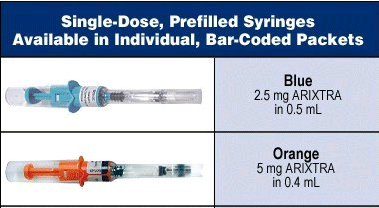 Single-Dose, Prefilled Syringes
Available in Individual, Bar-Coded Packets
Blue
2.5 mg ARIXTRA
in 0.5 mL
Orange
5 mg ARIXTRA
in 0.4 mL